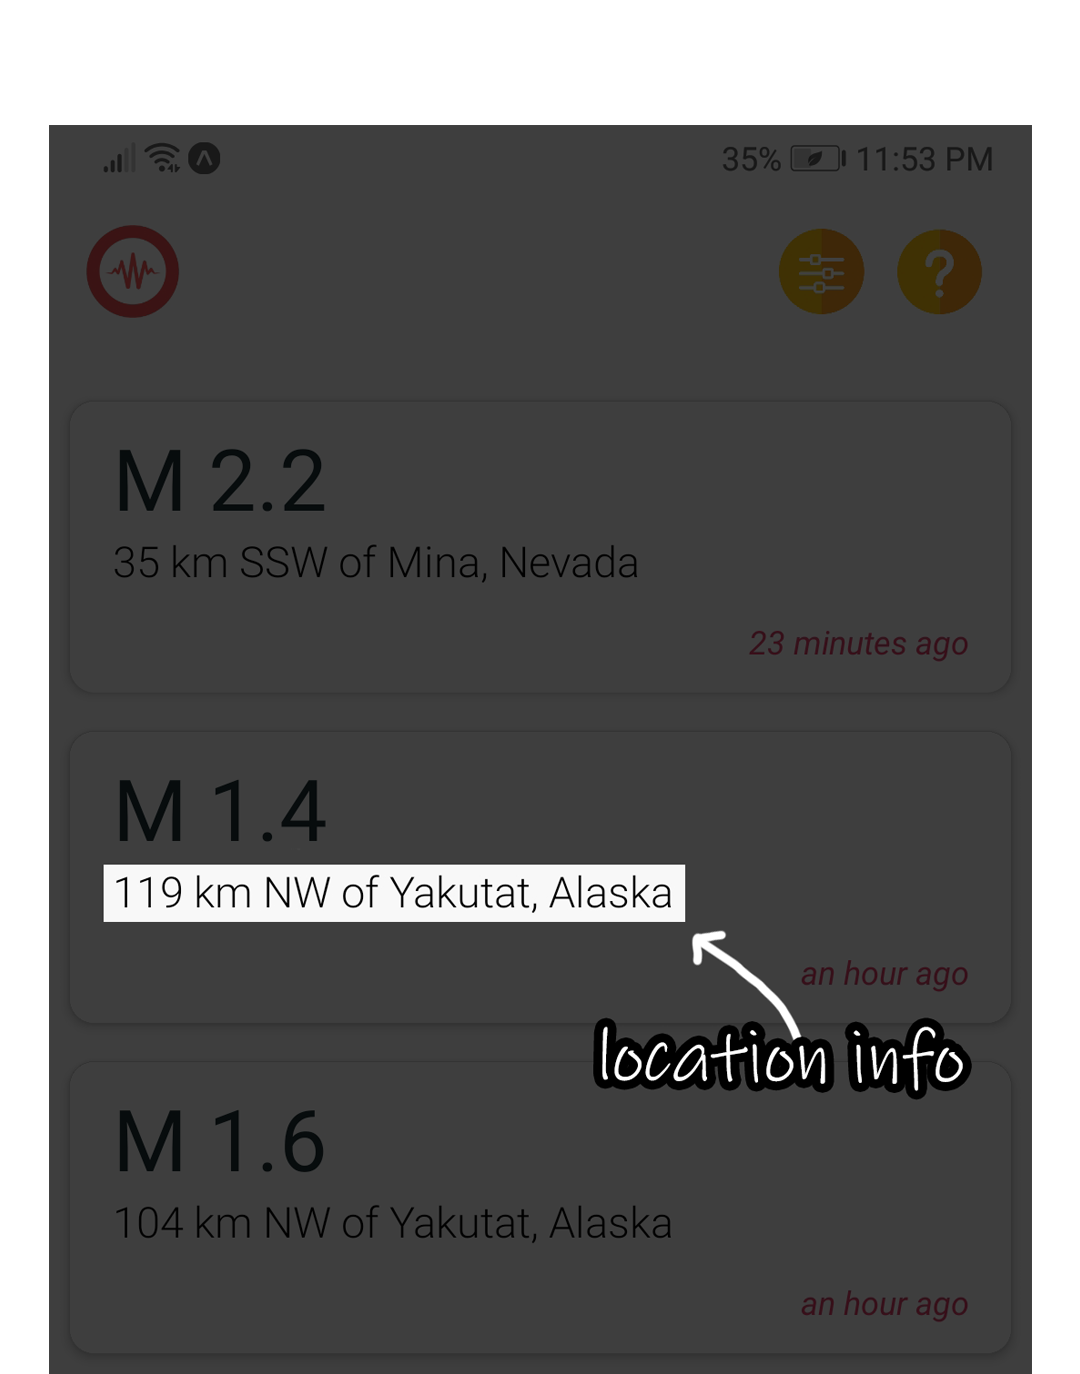 35% 11:53 PM
?
M 2.2
35 km SSW of Mina, Nevada
23 minutes ago
M 1.4
119 km NW of Yakutat, Alaska
an hour ago
location info
M 1.6
104 km NW of Yakutat, Alaska
an hour ago